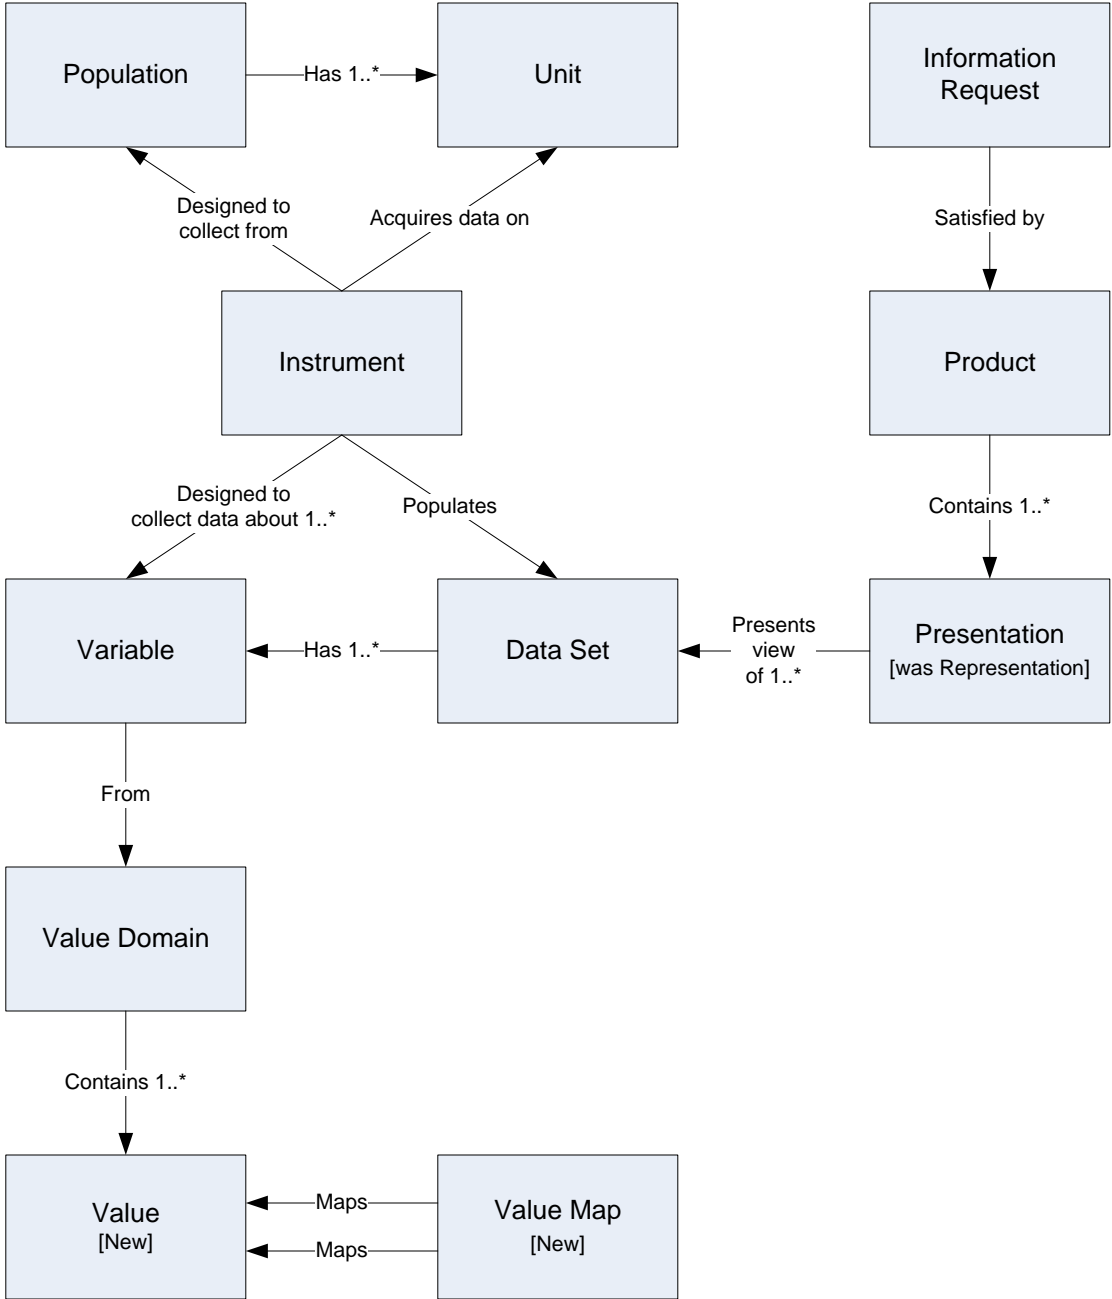 Population
Has 1..*
Unit
Information
Request
Designed to
collect from
Acquires data on
Satisfied by
Instrument
Product
Designed to
collect data about 1..*
Populates
Contains 1..*
Variable
Has 1..*
Data Set
Presents
view
of 1..*
Presentation
[was Representation]
From
Value Domain
Contains 1..*
Value
[New]
Maps
Maps
Value Map
[New]